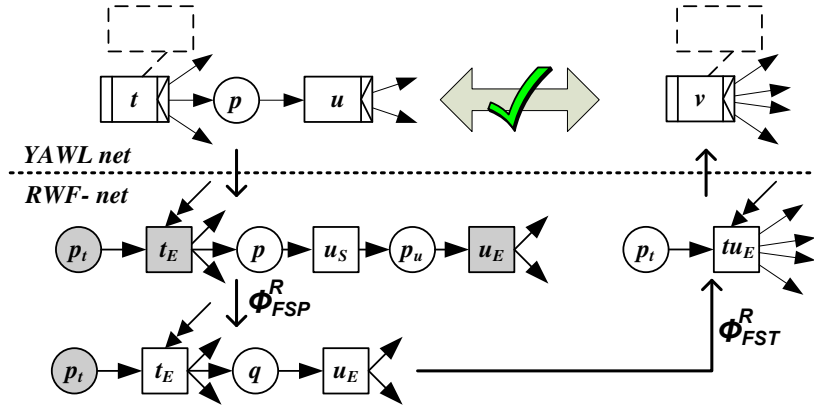 t p u v
YAWL net
RWF- net
p_t t_E p u_S p_u u_E p_t tu_E
Φ^R_FSP
Φ^R_FST
p_t t_E q u_E